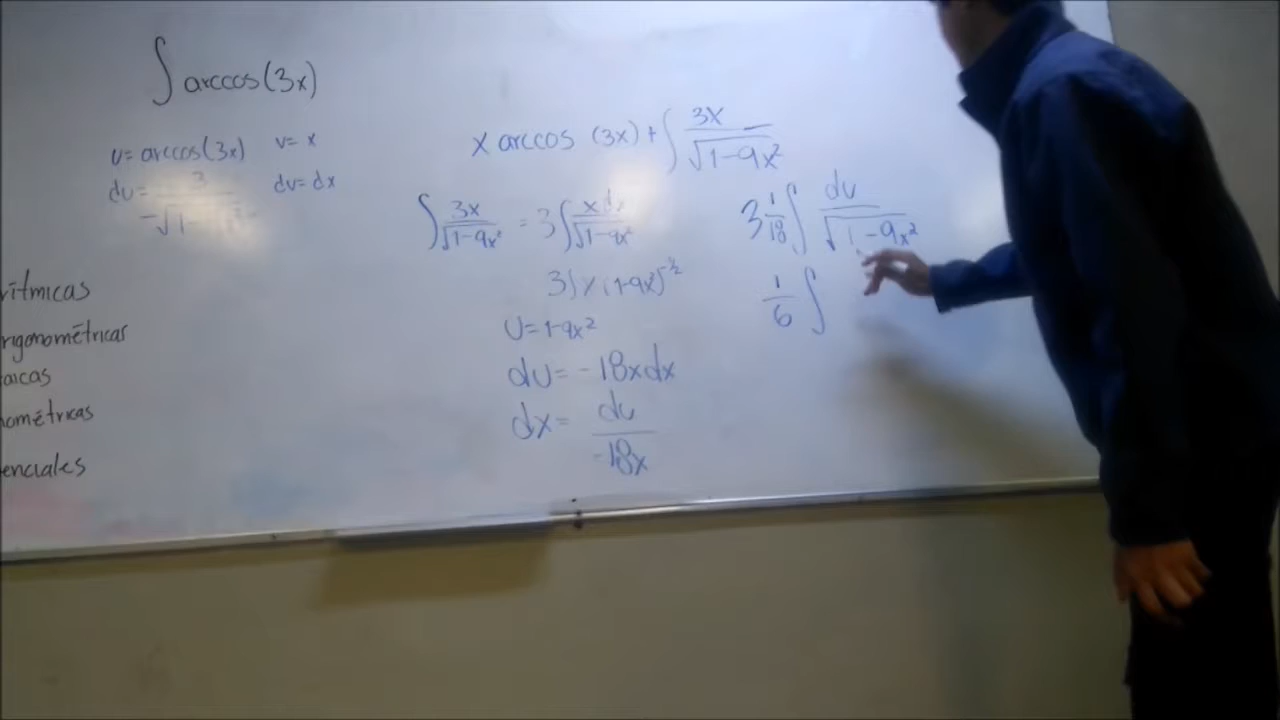 ∫ arccos(3x)
u= arccos(3x) v= x
du= 3 / -√1- dv= dx
rítmicas
rigonométricas
aicas
nométricas
enciales
x arccos (3x) + ∫ 3x / √1-9x²
∫ 3x / √1-9x² = 3∫ x dx / √1-9x²
3∫x(1-9x²)^-½
U= 1-9x²
du= -18xdx
dx= du / -18x
3 1/18 ∫ du / √1-9x²
1/6 ∫